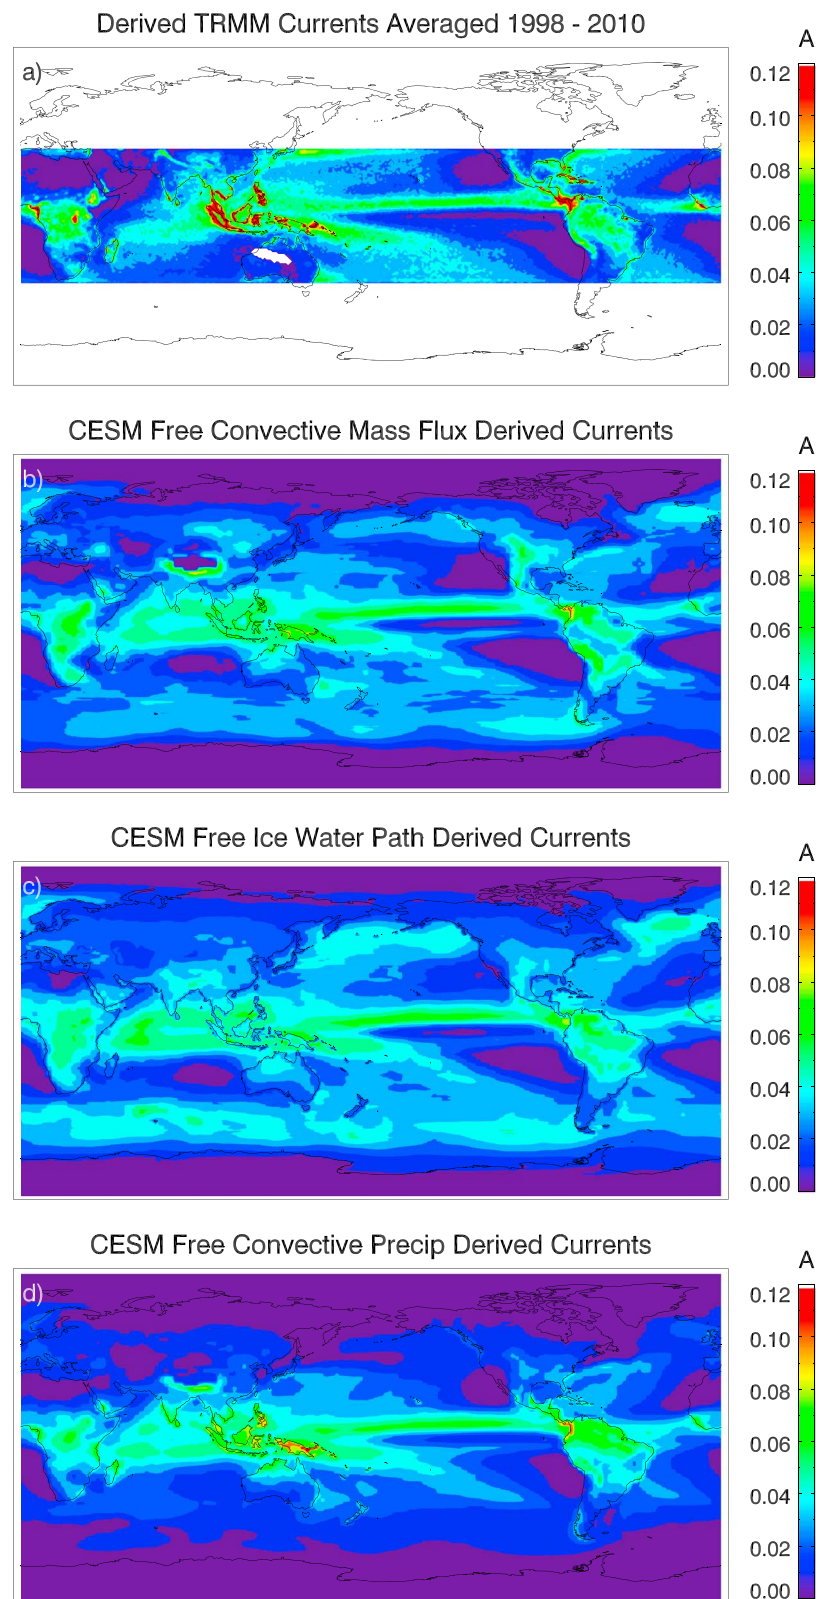 Derived TRMM Currents Averaged 1998 - 2010
A
a)
0.12
0.10
0.08
0.06
0.04
0.02
0.00
CESM Free Convective Mass Flux Derived Currents
A
b)
0.12
0.10
0.08
0.06
0.04
0.02
0.00
CESM Free Ice Water Path Derived Currents
A
c)
0.12
0.10
0.08
0.06
0.04
0.02
0.00
CESM Free Convective Precip Derived Currents
A
d)
0.12
0.10
0.08
0.06
0.04
0.02
0.00